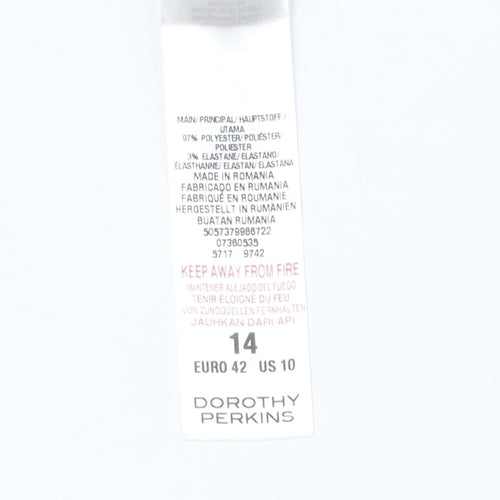 MAIN/ PRINCIPAL/ HAUPTSTOFF/
UTAMA
97% POLYESTER/ POLIÉSTER/
POLIESTER
3% ELASTANE/ ELASTANO/
ÉLASTHANNE/ ELASTAN/ ELASTANA
MADE IN ROMANIA
FABRICADO EN RUMANIA
FABRIQUÉ EN ROUMANIE
HERGESTELLT IN RUMÄNIEN
BUATAN RUMANIA
5057379988722
07380535
5717 9742
KEEP AWAY FROM FIRE
MANTENER ALEJADO DEL FUEGO
TENIR ÉLOIGNÉ DU FEU
VON ZÜNDQUELLEN FERNHALTEN
JAUHKAN DARI API
14
EURO 42 US 10
DOROTHY
PERKINS